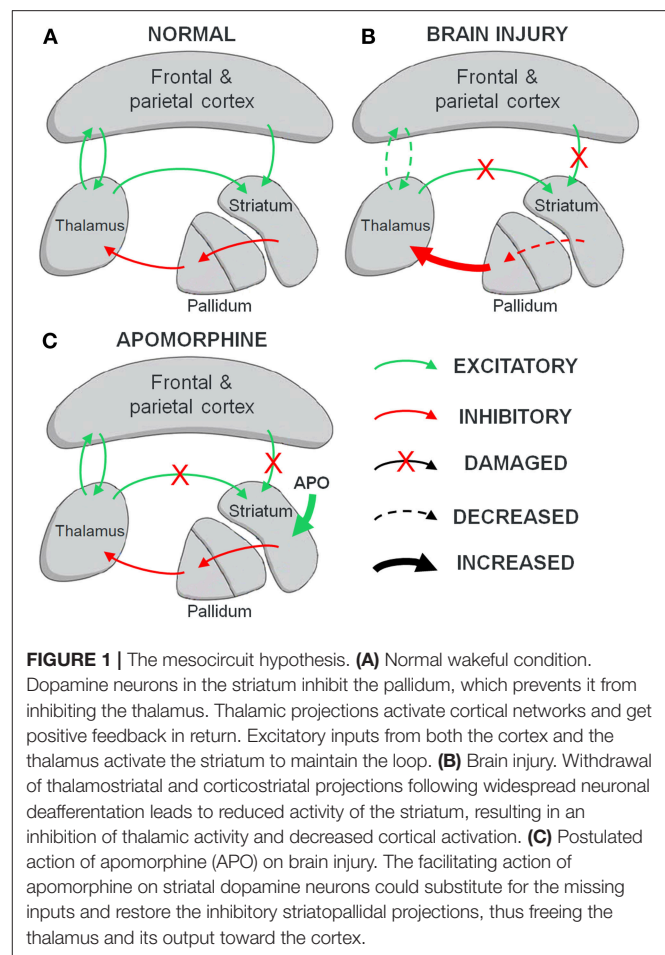 A
NORMAL
Frontal &
parietal cortex
Thalamus
Striatum
Pallidum
B
BRAIN INJURY
Frontal &
parietal cortex
Thalamus
Striatum
Pallidum
C
APOMORPHINE
Frontal &
parietal cortex
APO
Thalamus
Striatum
Pallidum
EXCITATORY
INHIBITORY
DAMAGED
DECREASED
INCREASED
FIGURE 1 | The mesocircuit hypothesis. (A) Normal wakeful condition.
Dopamine neurons in the striatum inhibit the pallidum, which prevents it from
inhibiting the thalamus. Thalamic projections activate cortical networks and get
positive feedback in return. Excitatory inputs from both the cortex and the
thalamus activate the striatum to maintain the loop. (B) Brain injury. Withdrawal
of thalamostriatal and corticostriatal projections following widespread neuronal
deafferentation leads to reduced activity of the striatum, resulting in an
inhibition of thalamic activity and decreased cortical activation. (C) Postulated
action of apomorphine (APO) on brain injury. The facilitating action of
apomorphine on striatal dopamine neurons could substitute for the missing
inputs and restore the inhibitory striatopallidal projections, thus freeing the
thalamus and its output toward the cortex.